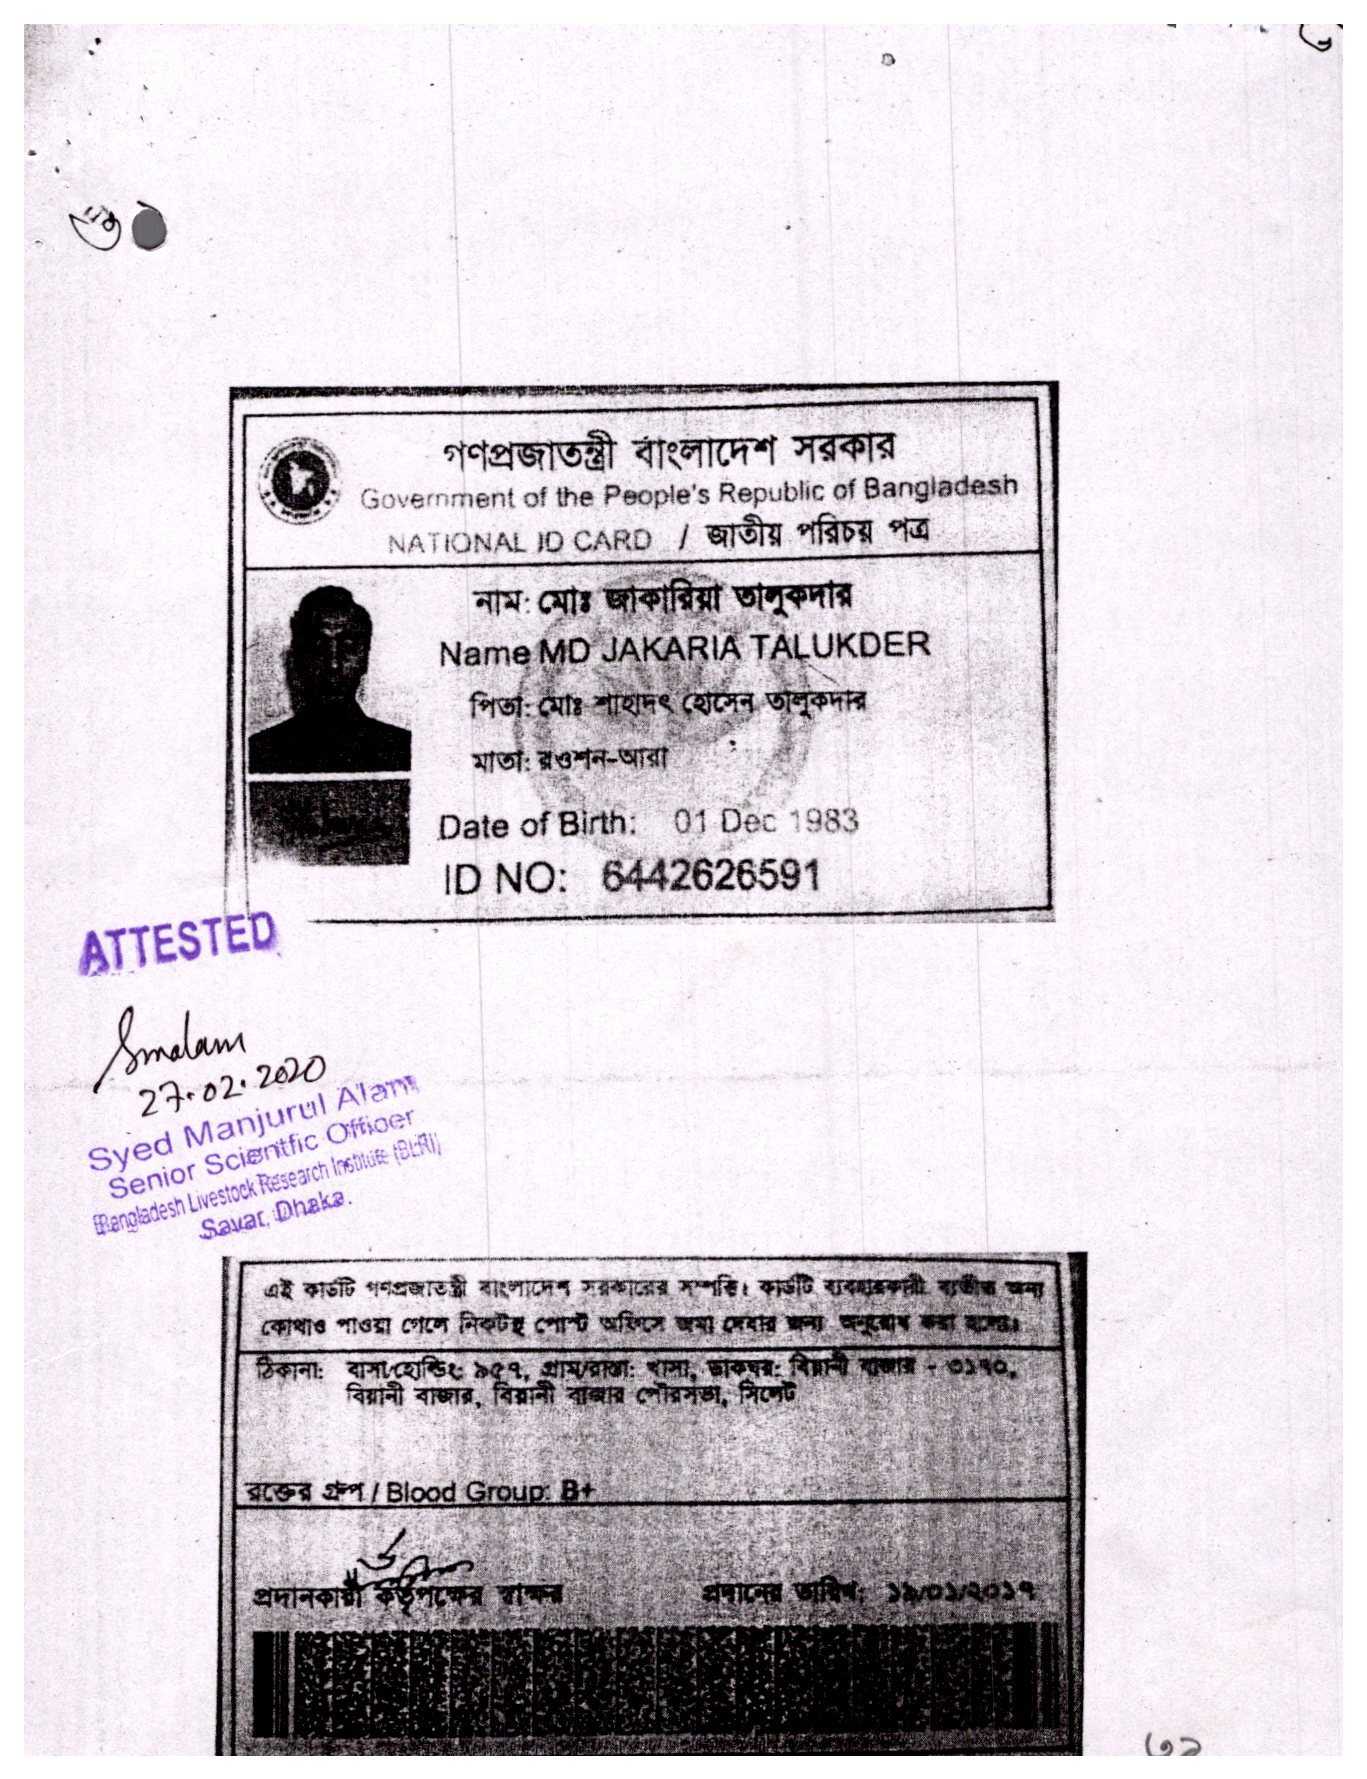 গণপ্রজাতন্ত্রী বাংলাদেশ সরকার
Government of the People's Republic of Bangladesh
NATIONAL ID CARD / জাতীয় পরিচয় পত্র
নাম: মোঃ জাকারিয়া তালুকদার
Name MD JAKARIA TALUKDER
পিতা: মোঃ শাহাদৎ হোসেন তালুকদার
মাতা: রওশন-আরা
Date of Birth: 01 Dec 1983
ID NO: 6442626591
ATTESTED
Smalam
27.02.2020
Syed Manjurul Alam
Senior Scientfic Officer
Bangladesh Livestock Research Institute (BLRI)
Savar, Dhaka.
এই কার্ডটি গণপ্রজাতন্ত্রী বাংলাদেশ সরকারের সম্পত্তি। কার্ডটি ব্যবহারকারী ব্যতীত অন্য
কোথাও পাওয়া গেলে নিকটস্থ পোস্ট অফিসে জমা দেবার জন্য অনুরোধ করা হলো।
ঠিকানা: বাসা/হোল্ডিং: ৯৫৭, গ্রাম/রাস্তা: খাসা, ডাকঘর: বিয়ানী বাজার - ৩১৭০,
বিয়ানী বাজার, বিয়ানী বাজার পৌরসভা, সিলেট
রক্তের গ্রুপ / Blood Group: B+
প্রদানকারী কর্তৃপক্ষের স্বাক্ষর প্রদানের তারিখ: ১৯/০১/২০১৭